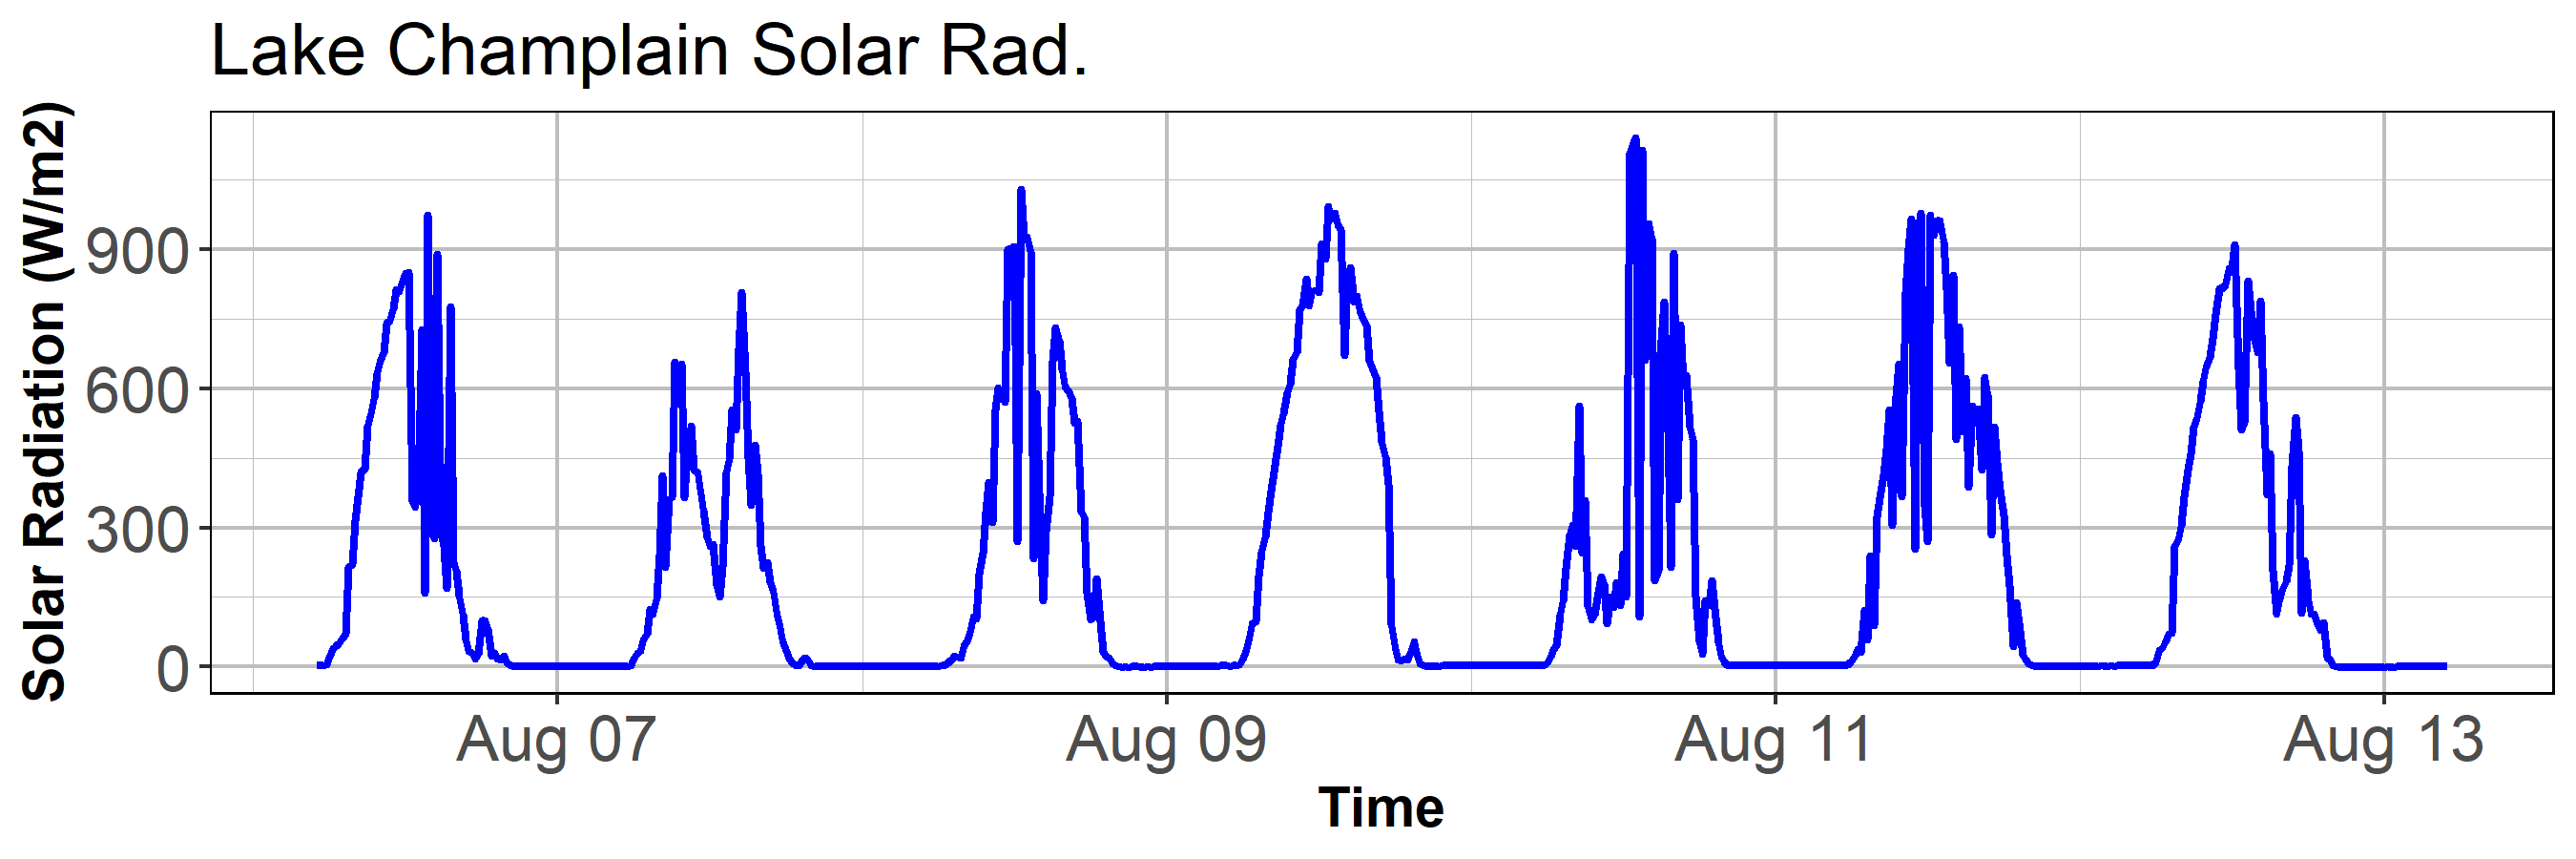 Lake Champlain Solar Rad.
Solar Radiation (W/m2)
900
600
300
0
Aug 07 Aug 09 Aug 11 Aug 13
Time